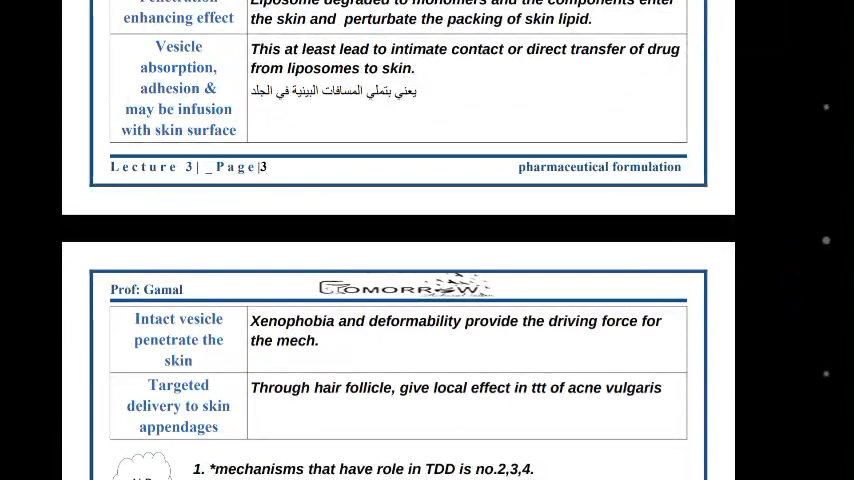 Penetration
enhancing effect
Liposome degraded to monomers and the components enter
the skin and perturbate the packing of skin lipid.
Vesicle
absorption,
adhesion &
may be infusion
with skin surface
This at least lead to intimate contact or direct transfer of drug
from liposomes to skin.
يعني بتملي المسافات البينية في الجلد
Lecture 3| _Page|3
pharmaceutical formulation
Prof: Gamal
TOMORROW
Intact vesicle
penetrate the
skin
Xenophobia and deformability provide the driving force for
the mech.
Targeted
delivery to skin
appendages
Through hair follicle, give local effect in ttt of acne vulgaris
1. *mechanisms that have role in TDD is no.2,3,4.